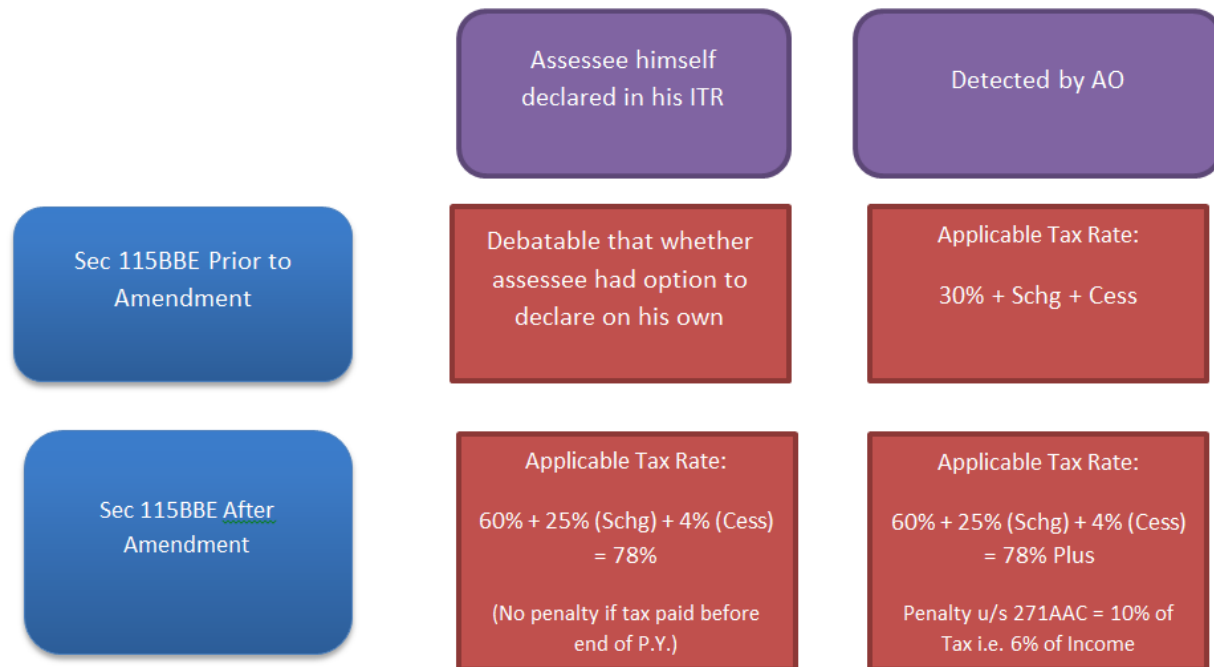 Assessee himself
declared in his ITR
Detected by AO
Sec 115BBE Prior to
Amendment
Debatable that whether
assessee had option to
declare on his own
Applicable Tax Rate:
30% + Schg + Cess
Sec 115BBE After
Amendment
Applicable Tax Rate:
60% + 25% (Schg) + 4% (Cess)
= 78%
(No penalty if tax paid before
end of P.Y.)
Applicable Tax Rate:
60% + 25% (Schg) + 4% (Cess)
= 78% Plus
Penalty u/s 271AAC = 10% of
Tax i.e. 6% of Income